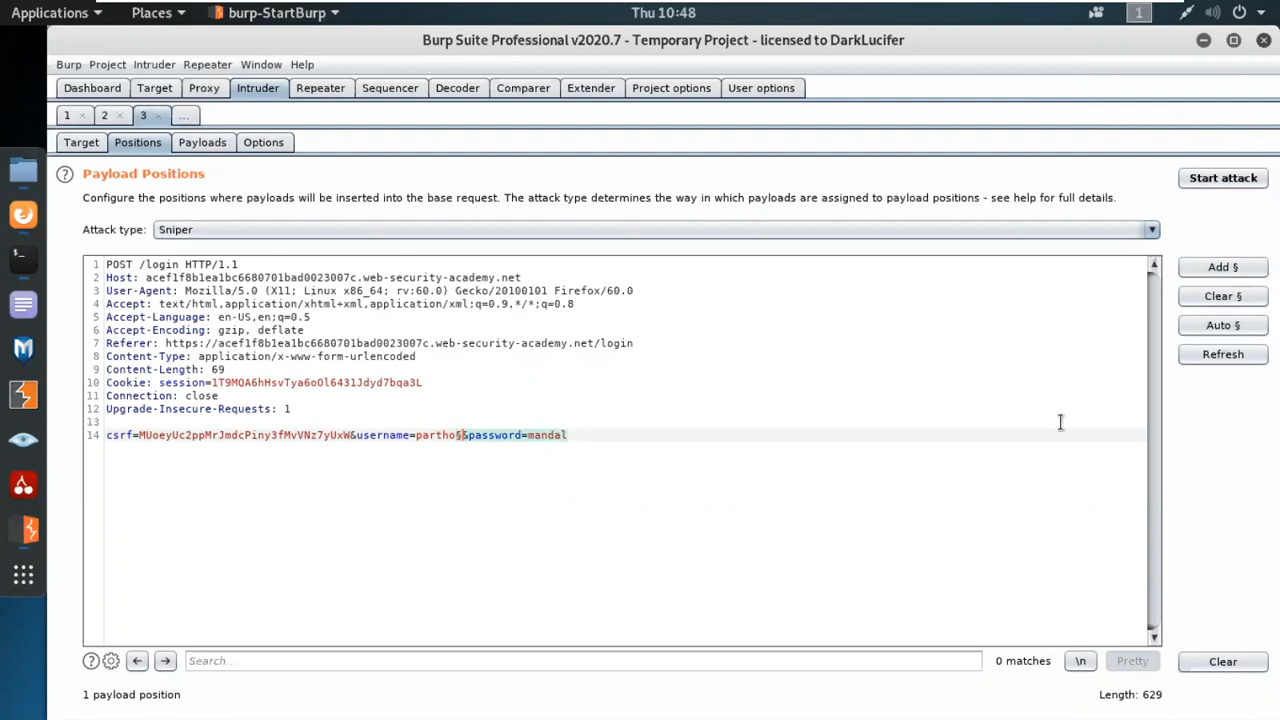 Applications Places burp-StartBurp Thu 10:48 1
Burp Suite Professional v2020.7 - Temporary Project - licensed to DarkLucifer
Burp Project Intruder Repeater Window Help
Dashboard Target Proxy Intruder Repeater Sequencer Decoder Comparer Extender Project options User options
1 × 2 × 3 × ...
Target Positions Payloads Options
? Payload Positions
Start attack
Configure the positions where payloads will be inserted into the base request. The attack type determines the way in which payloads are assigned to payload positions - see help for full details.
Attack type: Sniper
1 POST /login HTTP/1.1
2 Host: acef1f8b1ea1bc6680701bad0023007c.web-security-academy.net
3 User-Agent: Mozilla/5.0 (X11; Linux x86_64; rv:60.0) Gecko/20100101 Firefox/60.0
4 Accept: text/html,application/xhtml+xml,application/xml;q=0.9,*/*;q=0.8
5 Accept-Language: en-US,en;q=0.5
6 Accept-Encoding: gzip, deflate
7 Referer: https://acef1f8b1ea1bc6680701bad0023007c.web-security-academy.net/login
8 Content-Type: application/x-www-form-urlencoded
9 Content-Length: 69
10 Cookie: session=1T9MQA6hHsvTya6oOl6431Jdyd7bqa3L
11 Connection: close
12 Upgrade-Insecure-Requests: 1
13
14 csrf=MUoeyUc2ppMrJmdcPiny3fMvVNz7yUxW&username=partho§§&password=mandal
Add §
Clear §
Auto §
Refresh
? Search... 0 matches \n Pretty Clear
1 payload position Length: 629